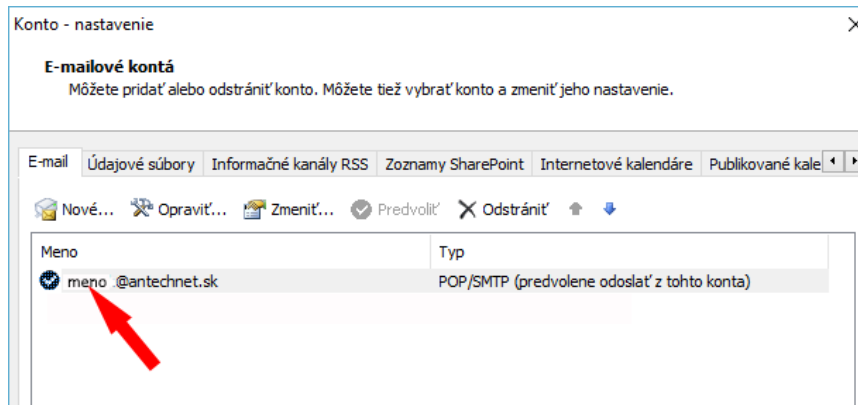 Konto - nastavenie
E-mailové kontá
Môžete pridať alebo odstrániť konto. Môžete tiež vybrať konto a zmeniť jeho nastavenie.
E-mail Údajové súbory Informačné kanály RSS Zoznamy SharePoint Internetové kalendáre Publikované kale
Nové... Opraviť... Zmeniť... Predvoliť Odstrániť
Meno Typ
meno .@antechnet.sk POP/SMTP (predvolene odoslať z tohto konta)